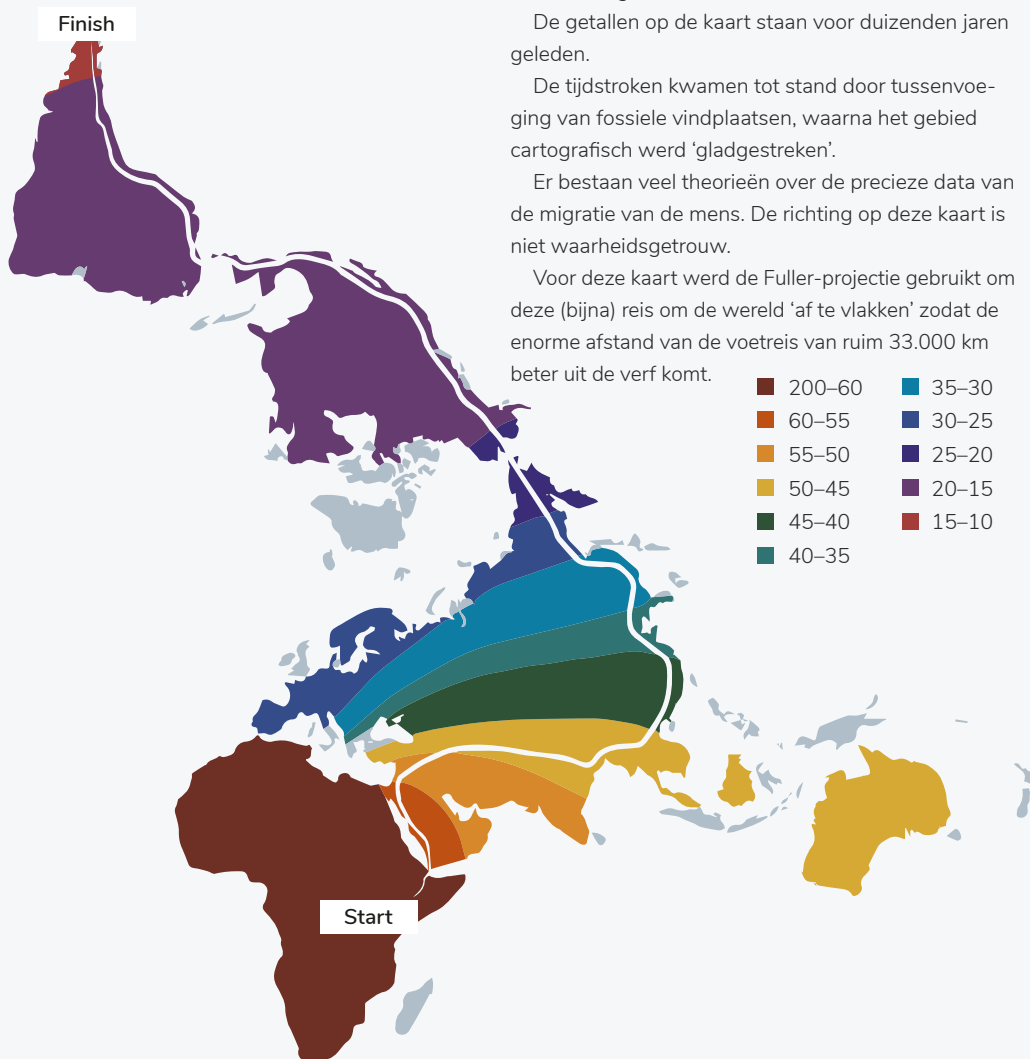 Finish
De getallen op de kaart staan voor duizenden jaren
geleden.
De tijdstroken kwamen tot stand door tussenvoe-
ging van fossiele vindplaatsen, waarna het gebied
cartografisch werd ‘gladgestreken’.
Er bestaan veel theorieën over de precieze data van
de migratie van de mens. De richting op deze kaart is
niet waarheidsgetrouw.
Voor deze kaart werd de Fuller-projectie gebruikt om
deze (bijna) reis om de wereld ‘af te vlakken’ zodat de
enorme afstand van de voetreis van ruim 33.000 km
beter uit de verf komt.
200–60
60–55
55–50
50–45
45–40
40–35
35–30
30–25
25–20
20–15
15–10
Start